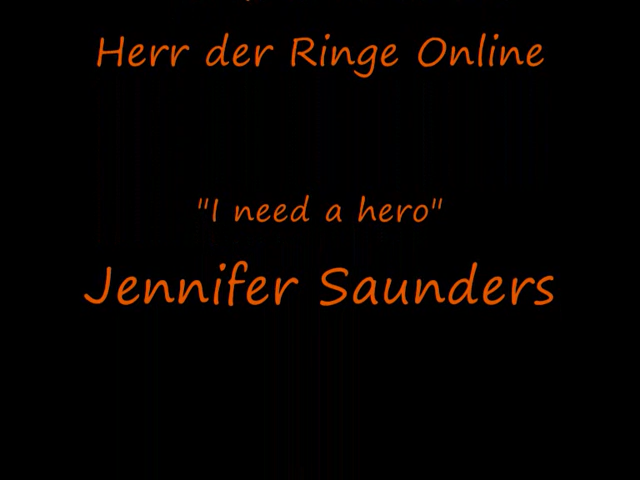 Herr der Ringe Online
"I need a hero"
Jennifer Saunders